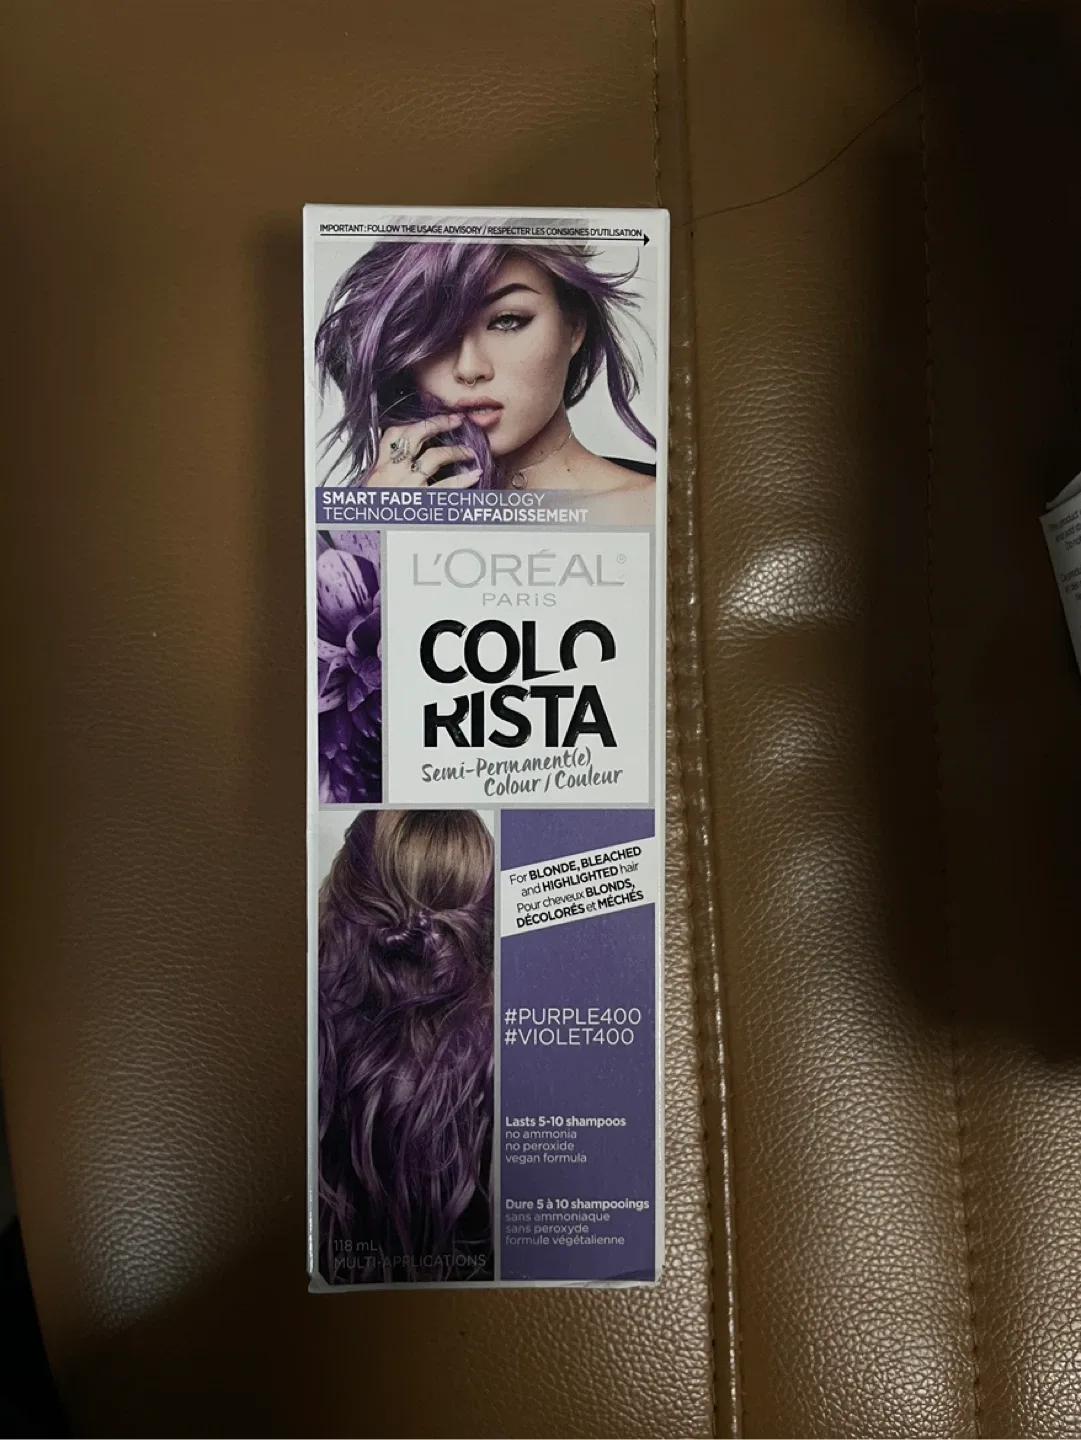 IMPORTANT: FOLLOW THE USAGE ADVISORY / RESPECTER LES CONSIGNES D'UTILISATION
SMART FADE TECHNOLOGY
TECHNOLOGIE D'AFFADISSEMENT
L'ORÉAL®
PARiS
COLO
RISTA
Semi-Permanent(e)
Colour / Couleur
For BLONDE, BLEACHED
and HIGHLIGHTED hair
Pour cheveux BLONDS,
DÉCOLORÉS et MÉCHÉS
#PURPLE400
#VIOLET400
Lasts 5-10 shampoos
no ammonia
no peroxide
vegan formula
Dure 5 à 10 shampooings
sans ammoniaque
sans peroxyde
formule végétalienne
118 mL
MULTI-APPLICATIONS